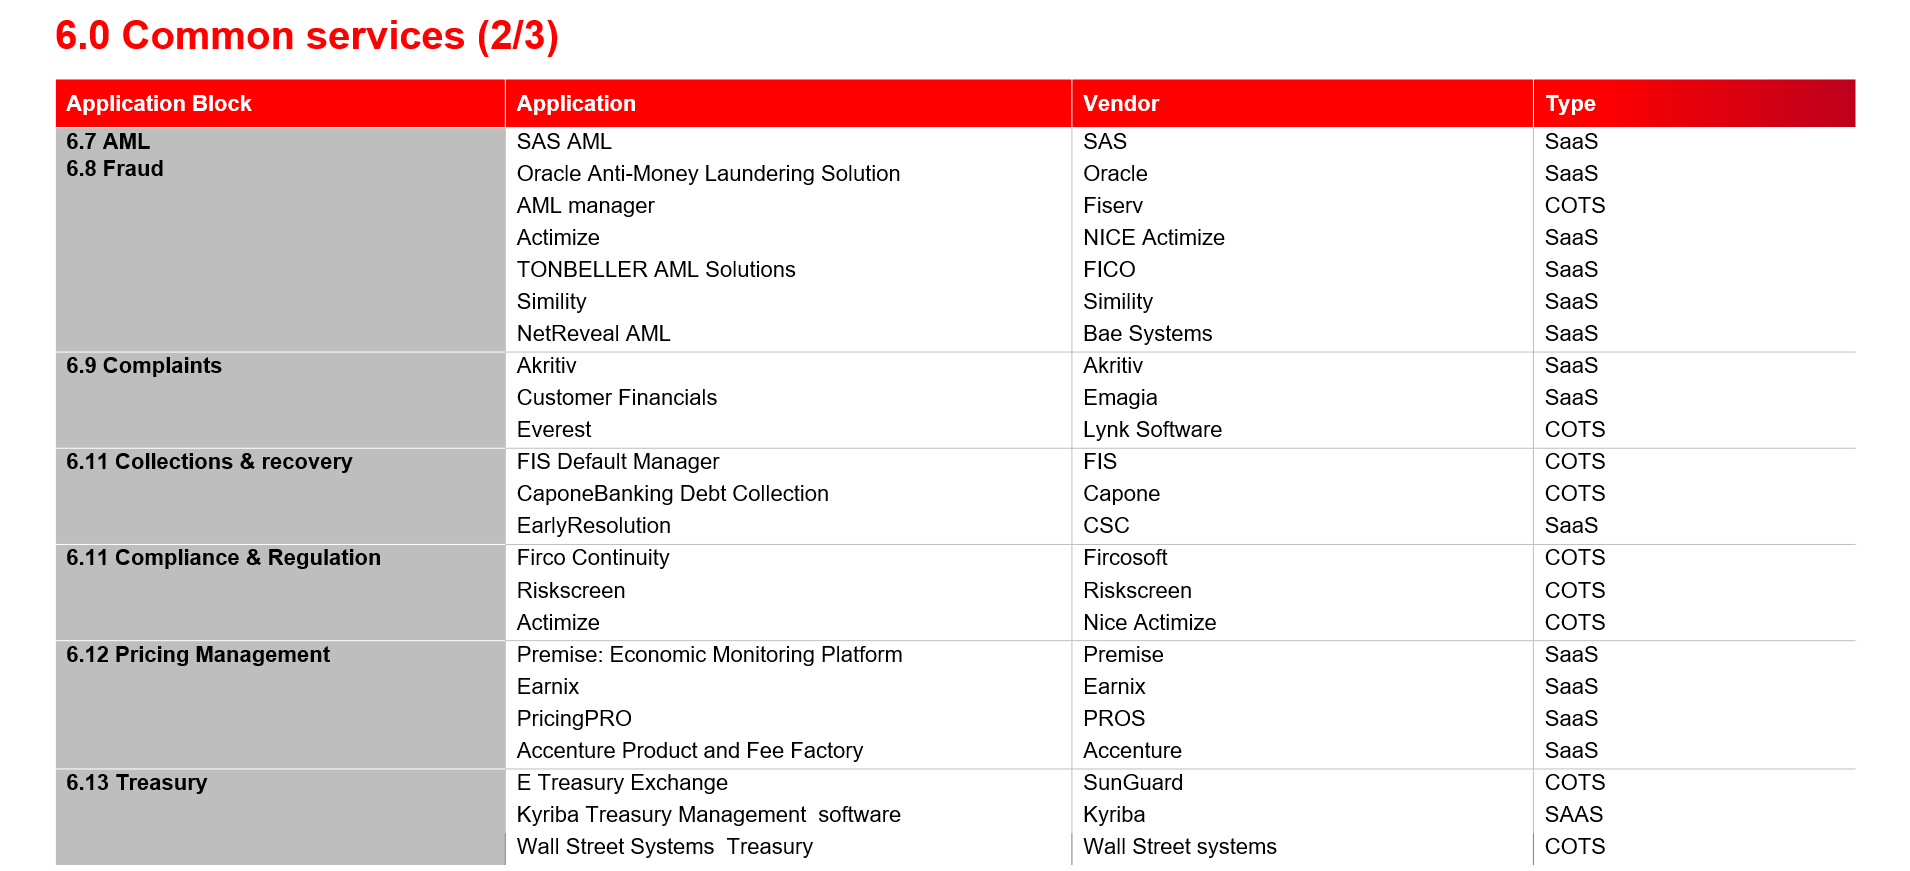 6.0 Common services (2/3)
Application Block Application Vendor Type
6.7 AML SAS AML SAS SaaS
6.8 Fraud Oracle Anti-Money Laundering Solution Oracle SaaS
AML manager Fiserv COTS
Actimize NICE Actimize SaaS
TONBELLER AML Solutions FICO SaaS
Simility Simility SaaS
NetReveal AML Bae Systems SaaS
6.9 Complaints Akritiv Akritiv SaaS
Customer Financials Emagia SaaS
Everest Lynk Software COTS
6.11 Collections & recovery FIS Default Manager FIS COTS
CaponeBanking Debt Collection Capone COTS
EarlyResolution CSC SaaS
6.11 Compliance & Regulation Firco Continuity Fircosoft COTS
Riskscreen Riskscreen COTS
Actimize Nice Actimize COTS
6.12 Pricing Management Premise: Economic Monitoring Platform Premise SaaS
Earnix Earnix SaaS
PricingPRO PROS SaaS
Accenture Product and Fee Factory Accenture SaaS
6.13 Treasury E Treasury Exchange SunGuard COTS
Kyriba Treasury Management  software Kyriba SAAS
Wall Street Systems  Treasury Wall Street systems COTS